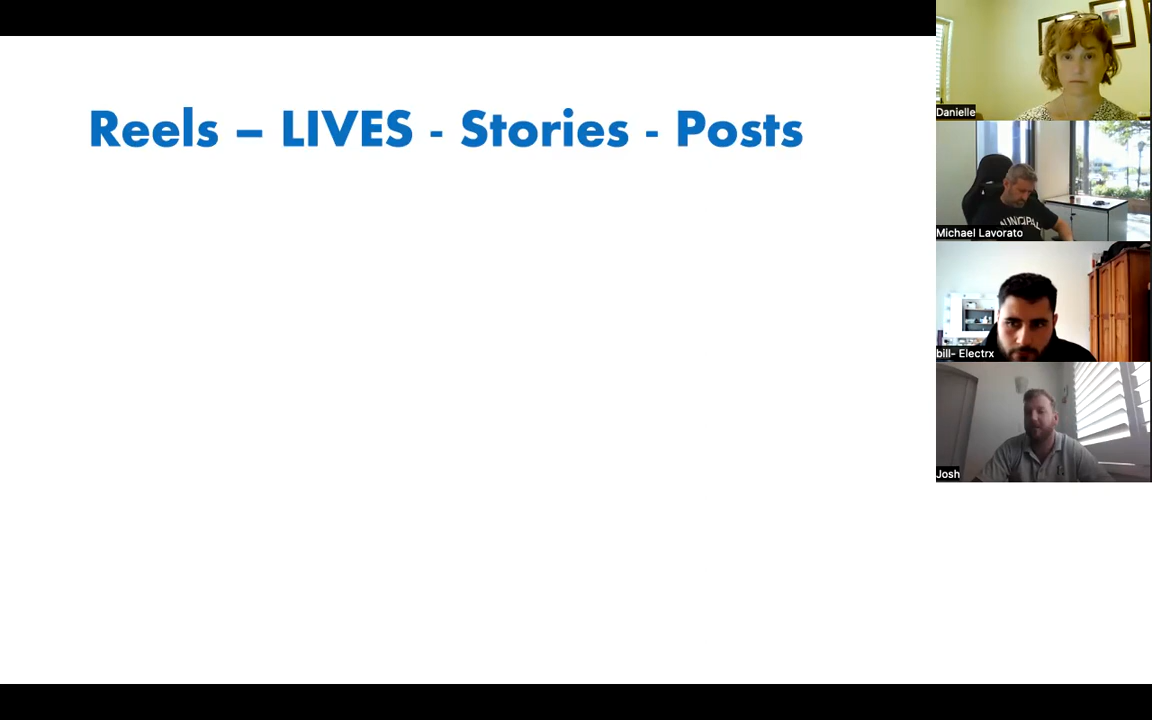 Reels – LIVES - Stories - Posts
Danielle
Michael Lavorato
bill- Electrx
Josh